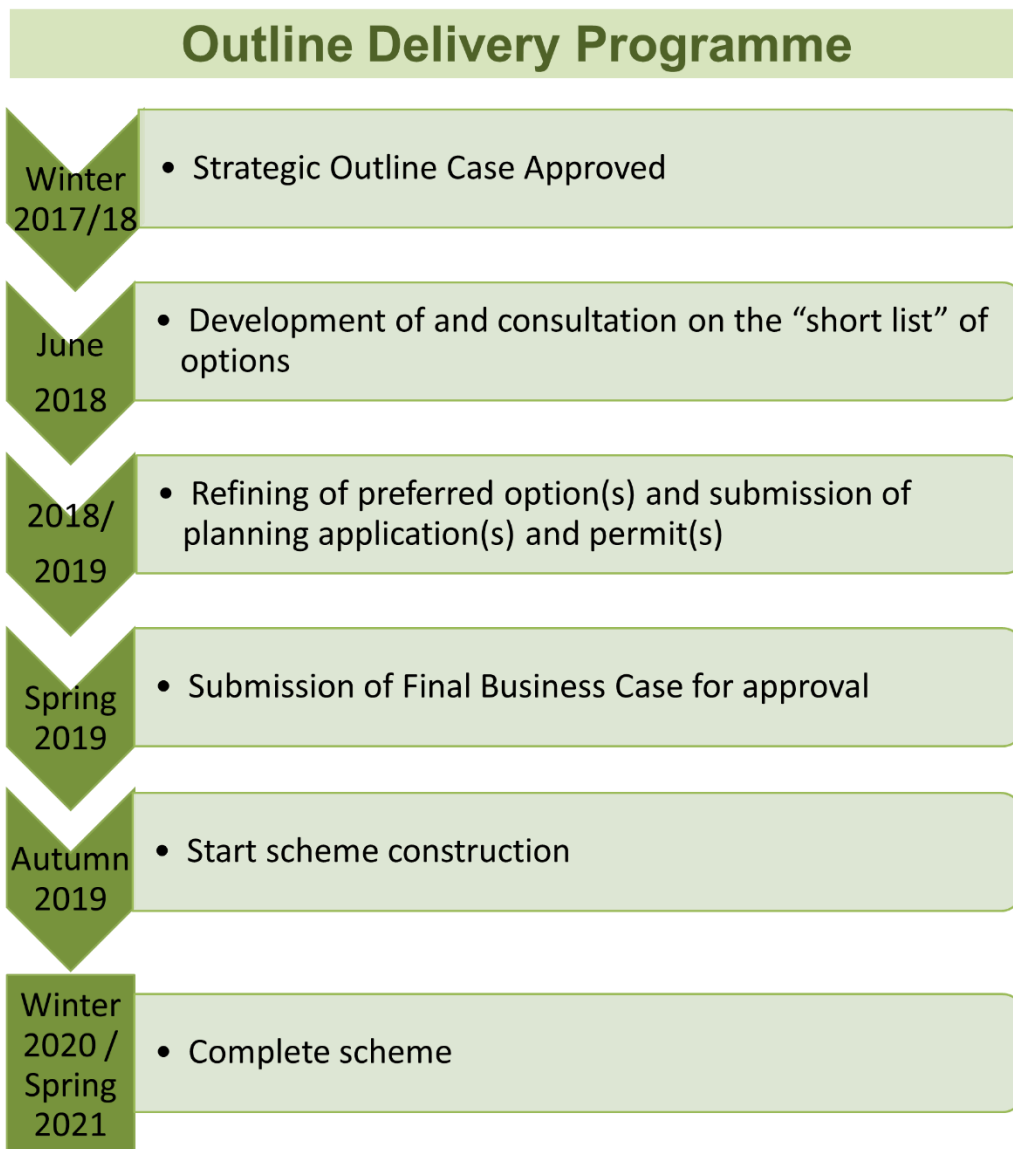 Outline Delivery Programme
Winter
2017/18
• Strategic Outline Case Approved
June
2018
• Development of and consultation on the “short list” of
options
2018/
2019
• Refining of preferred option(s) and submission of
planning application(s) and permit(s)
Spring
2019
• Submission of Final Business Case for approval
Autumn
2019
• Start scheme construction
Winter
2020 /
Spring
2021
• Complete scheme